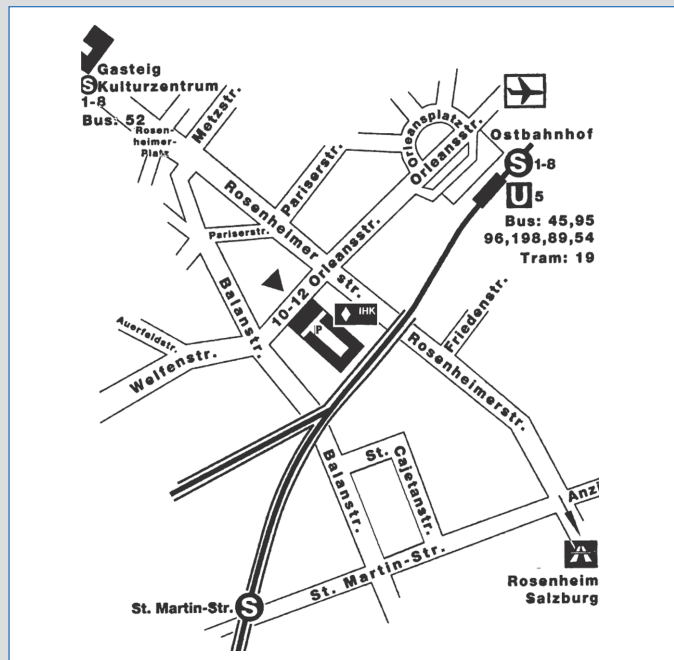 Gasteig
S Kulturzentrum
1-8
Bus: 52
Rosen-
heimer-
Platz
Metzstr.
Pariserstr.
Orleansplatz
Orleansstr.
Ostbahnhof
S 1-8
U 5
Bus: 45,95
96,198,89,54
Tram: 19
Rosenheimer
str.
Pariserstr.
10-12 Orleansstr.
Balanstr.
IHK
P
Friedenstr.
Auerfeldstr.
Welfenstr.
Rosenheimerstr.
Balanstr.
St.
Cajetanstr.
Anzi
St. Martin-Str.
Rosenheim
Salzburg
St. Martin-Str. S